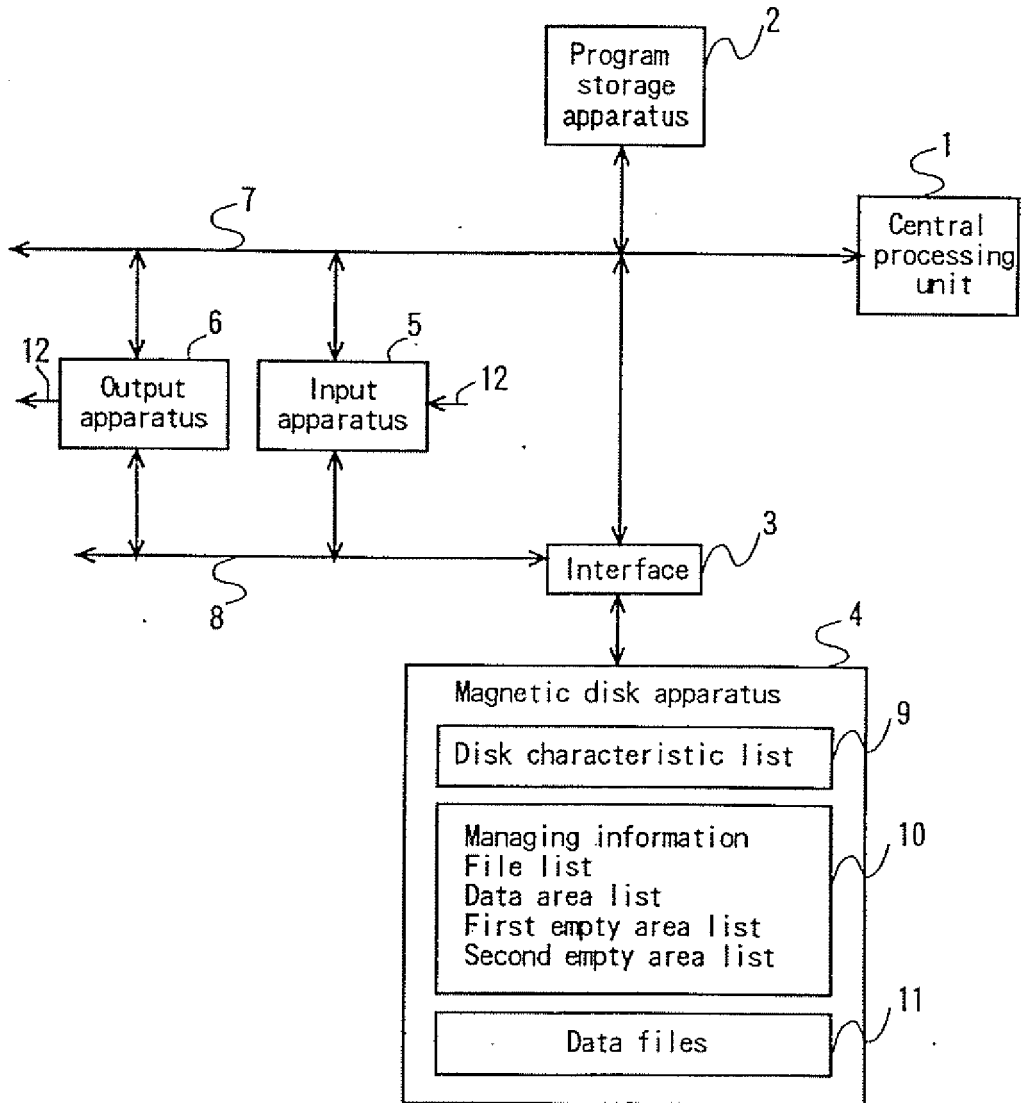 2
Program
storage
apparatus
1
Central
processing
unit
7
6
5
12
Output
apparatus
Input
apparatus
12
3
Interface
8
4
Magnetic disk apparatus
9
Disk characteristic list
10
Managing information
File list
Data area list
First empty area list
Second empty area list
11
Data files